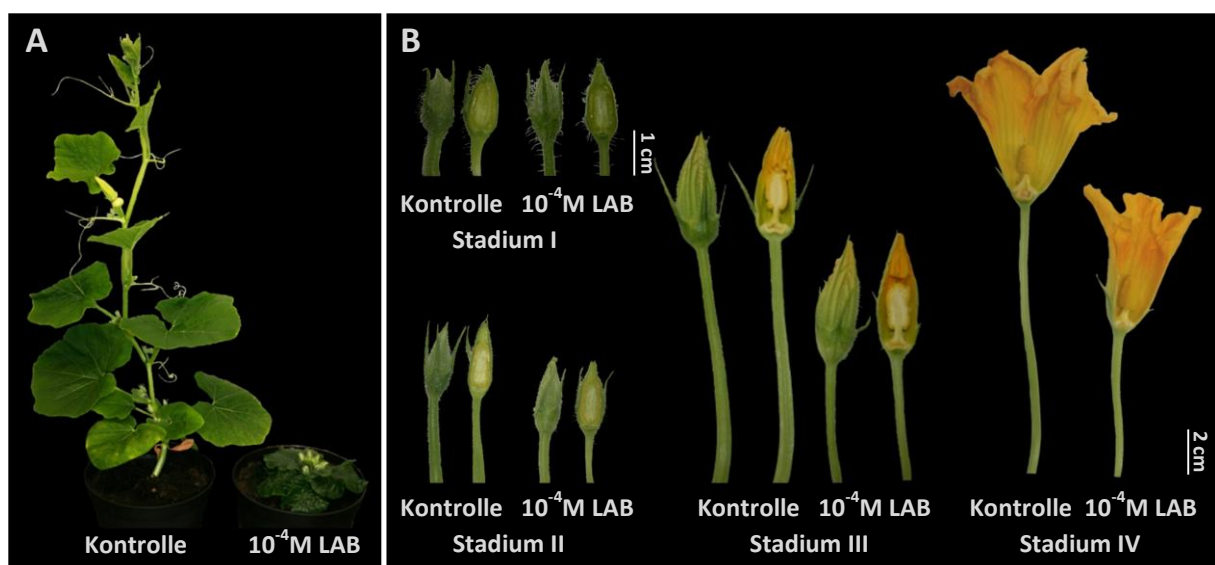 A
Kontrolle 10⁻⁴M LAB
B
1 cm
Kontrolle 10⁻⁴M LAB
Stadium I
Kontrolle 10⁻⁴M LAB
Stadium II
Kontrolle 10⁻⁴M LAB
Stadium III
2 cm
Kontrolle 10⁻⁴M LAB
Stadium IV